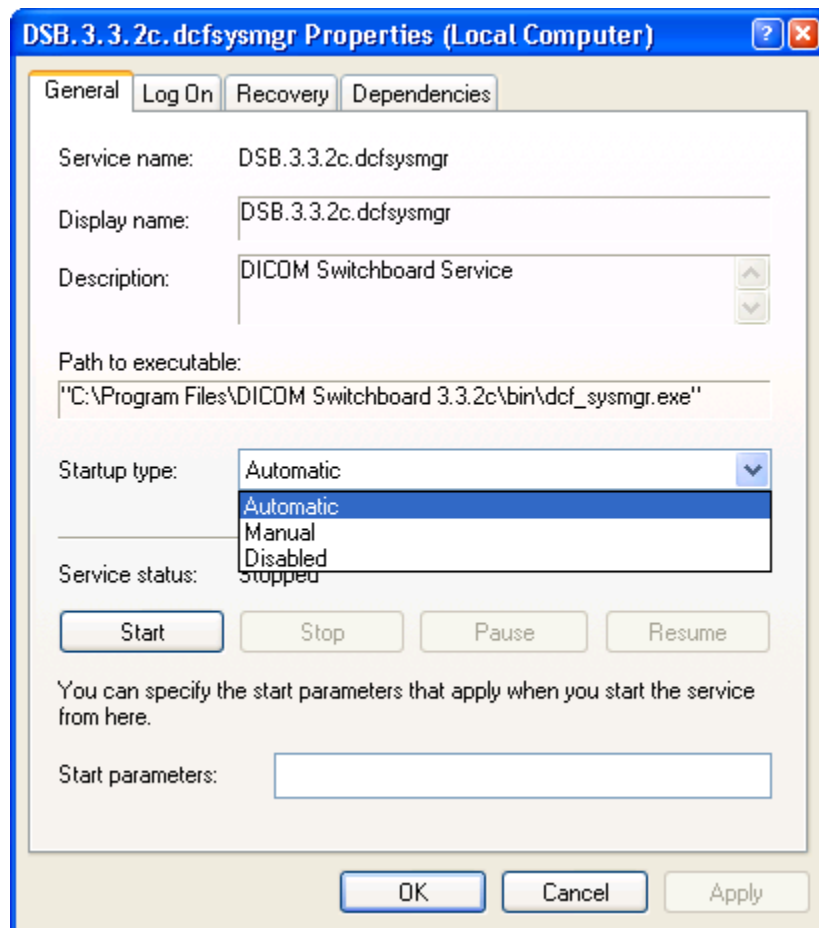 DSB.3.3.2c.dcfsysmgr Properties (Local Computer)
General Log On Recovery Dependencies
Service name: DSB.3.3.2c.dcfsysmgr
Display name: DSB.3.3.2c.dcfsysmgr
Description: DICOM Switchboard Service
Path to executable:
"C:\Program Files\DICOM Switchboard 3.3.2c\bin\dcf_sysmgr.exe"
Startup type: Automatic
Automatic
Manual
Disabled
Service status: Stopped
Start Stop Pause Resume
You can specify the start parameters that apply when you start the service
from here.
Start parameters:
OK Cancel Apply